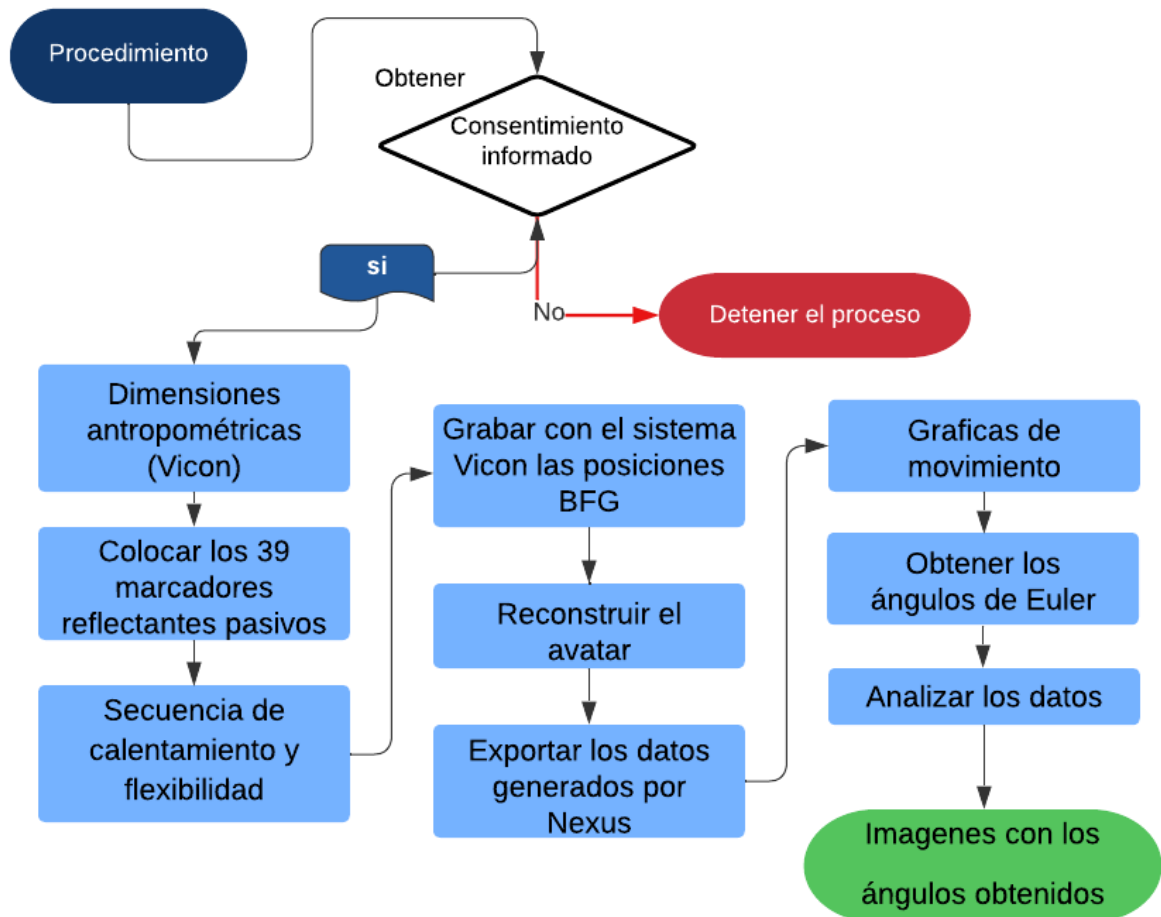 Procedimiento
Obtener
Consentimiento
informado
si
No
Detener el proceso
Dimensiones
antropométricas
(Vicon)
Colocar los 39
marcadores
reflectantes pasivos
Secuencia de
calentamiento y
flexibilidad
Grabar con el sistema
Vicon las posiciones
BFG
Reconstruir el
avatar
Exportar los datos
generados por
Nexus
Graficas de
movimiento
Obtener los
ángulos de Euler
Analizar los datos
Imagenes con los
ángulos obtenidos